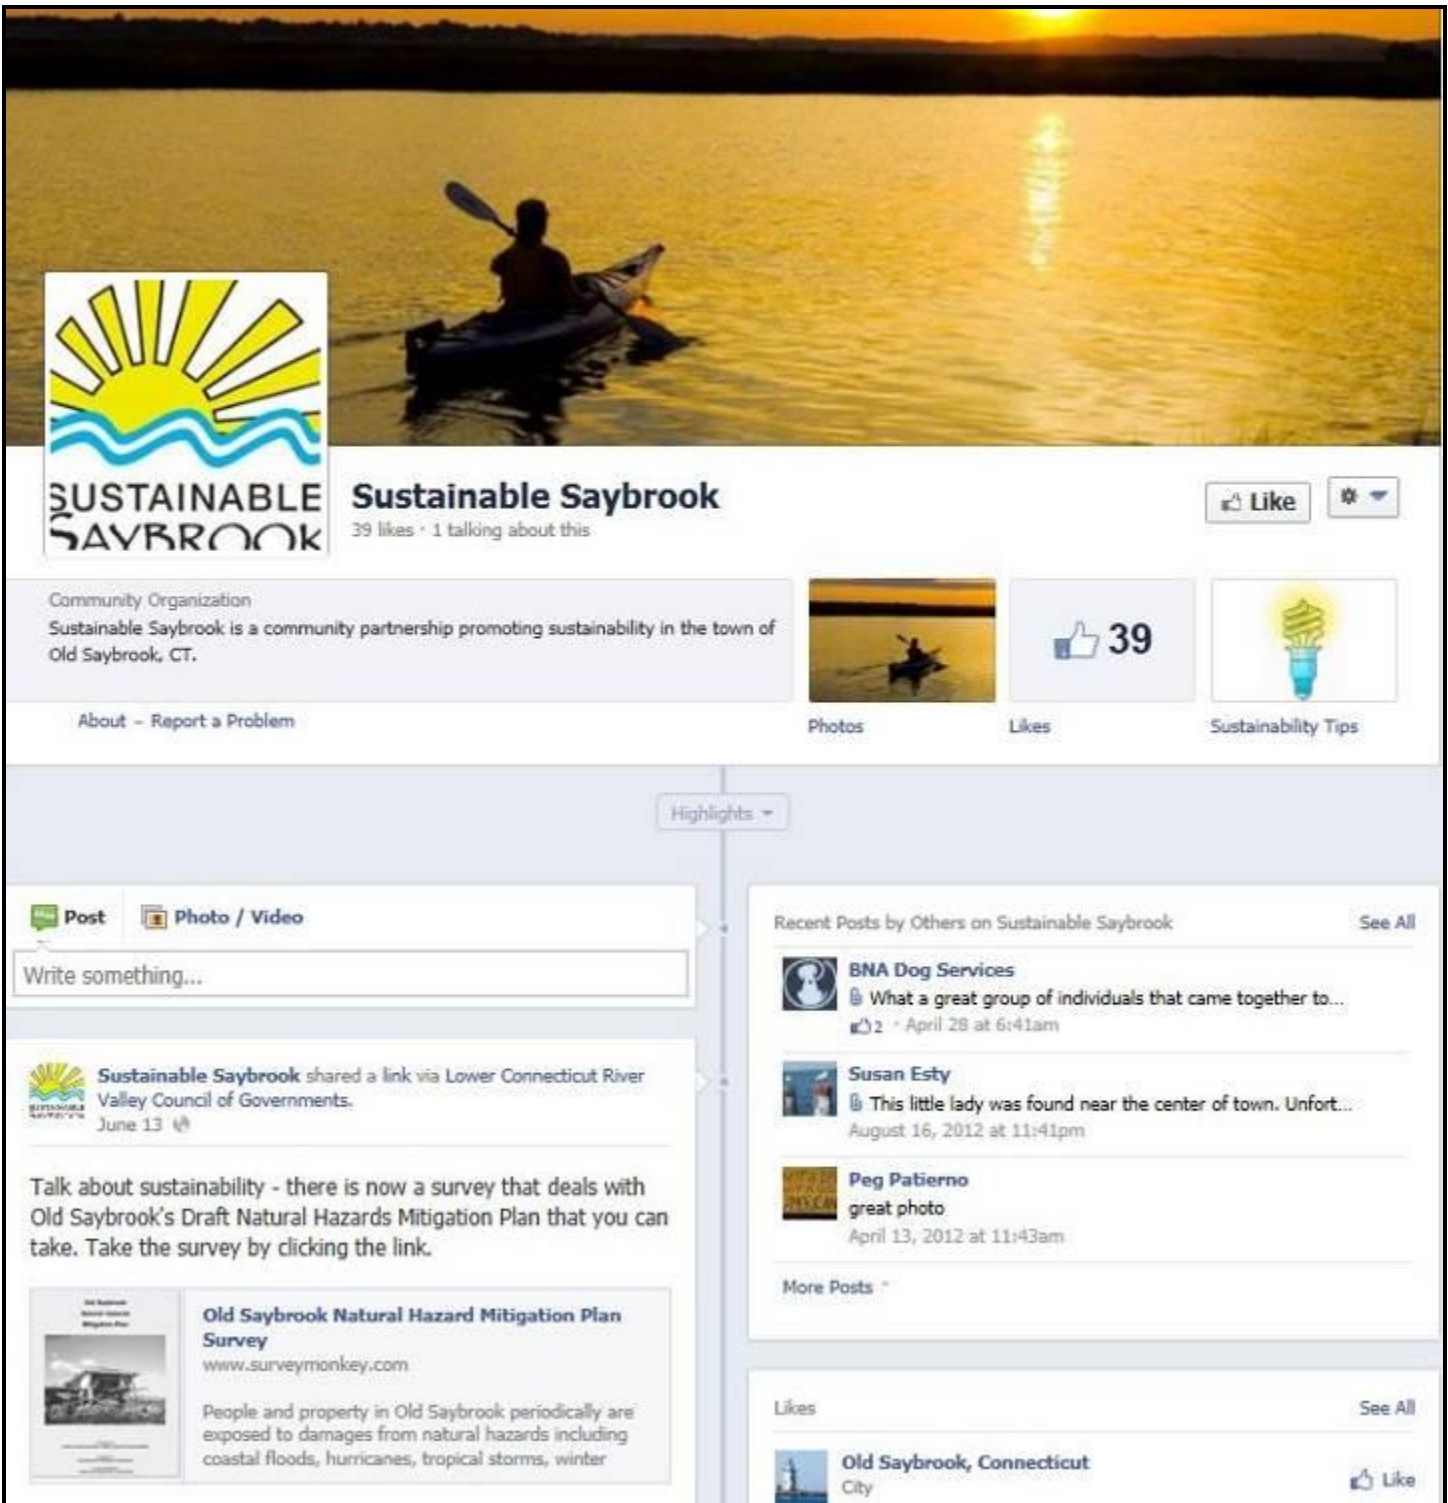 SUSTAINABLE
SAYBROOK
Sustainable Saybrook
39 likes · 1 talking about this
Like
Community Organization
Sustainable Saybrook is a community partnership promoting sustainability in the town of
Old Saybrook, CT.
About – Report a Problem
39
Photos
Likes
Sustainability Tips
Highlights
Post
Photo / Video
Write something...
Sustainable Saybrook shared a link via Lower Connecticut River
Valley Council of Governments.
June 13
Talk about sustainability - there is now a survey that deals with
Old Saybrook's Draft Natural Hazards Mitigation Plan that you can
take. Take the survey by clicking the link.
Old Saybrook
Natural Hazards
Mitigation Plan
Old Saybrook Natural Hazard Mitigation Plan
Survey
www.surveymonkey.com
People and property in Old Saybrook periodically are
exposed to damages from natural hazards including
coastal floods, hurricanes, tropical storms, winter
Recent Posts by Others on Sustainable Saybrook
See All
BNA Dog Services
What a great group of individuals that came together to...
2 · April 28 at 6:41am
Susan Esty
This little lady was found near the center of town. Unfort...
August 16, 2012 at 11:41pm
Peg Patierno
great photo
April 13, 2012 at 11:43am
More Posts
Likes
See All
Old Saybrook, Connecticut
City
Like